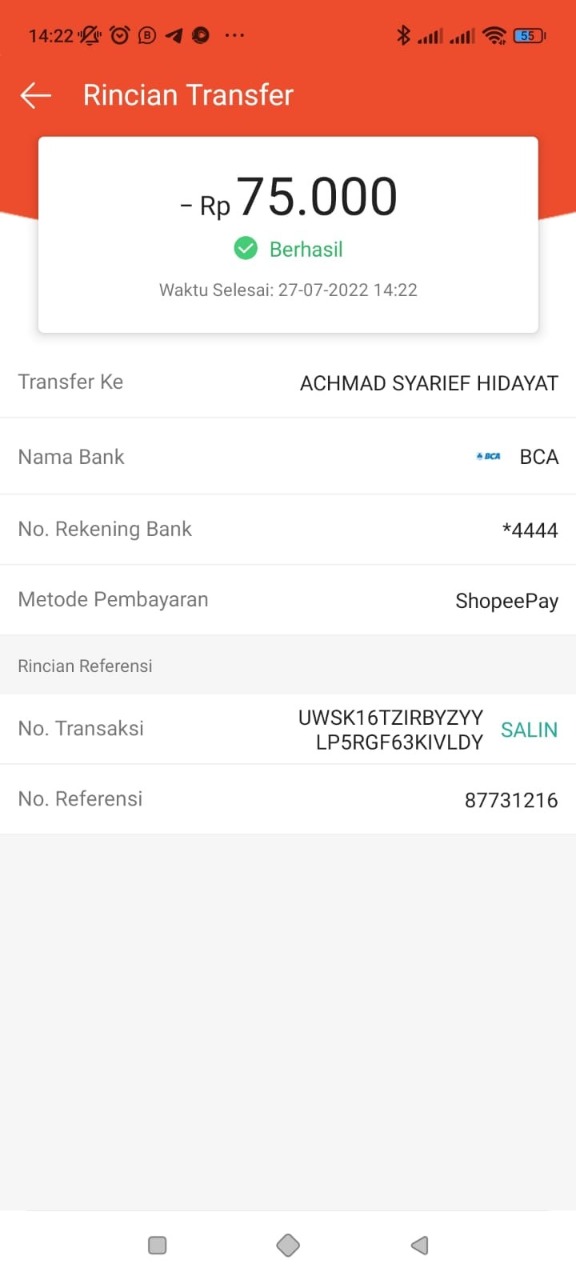 14:22
55
Rincian Transfer
- Rp 75.000
Berhasil
Waktu Selesai: 27-07-2022 14:22
Transfer Ke ACHMAD SYARIEF HIDAYAT
Nama Bank BCA BCA
No. Rekening Bank *4444
Metode Pembayaran ShopeePay
Rincian Referensi
No. Transaksi UWSK16TZIRBYZYY SALIN
LP5RGF63KIVLDY
No. Referensi 87731216